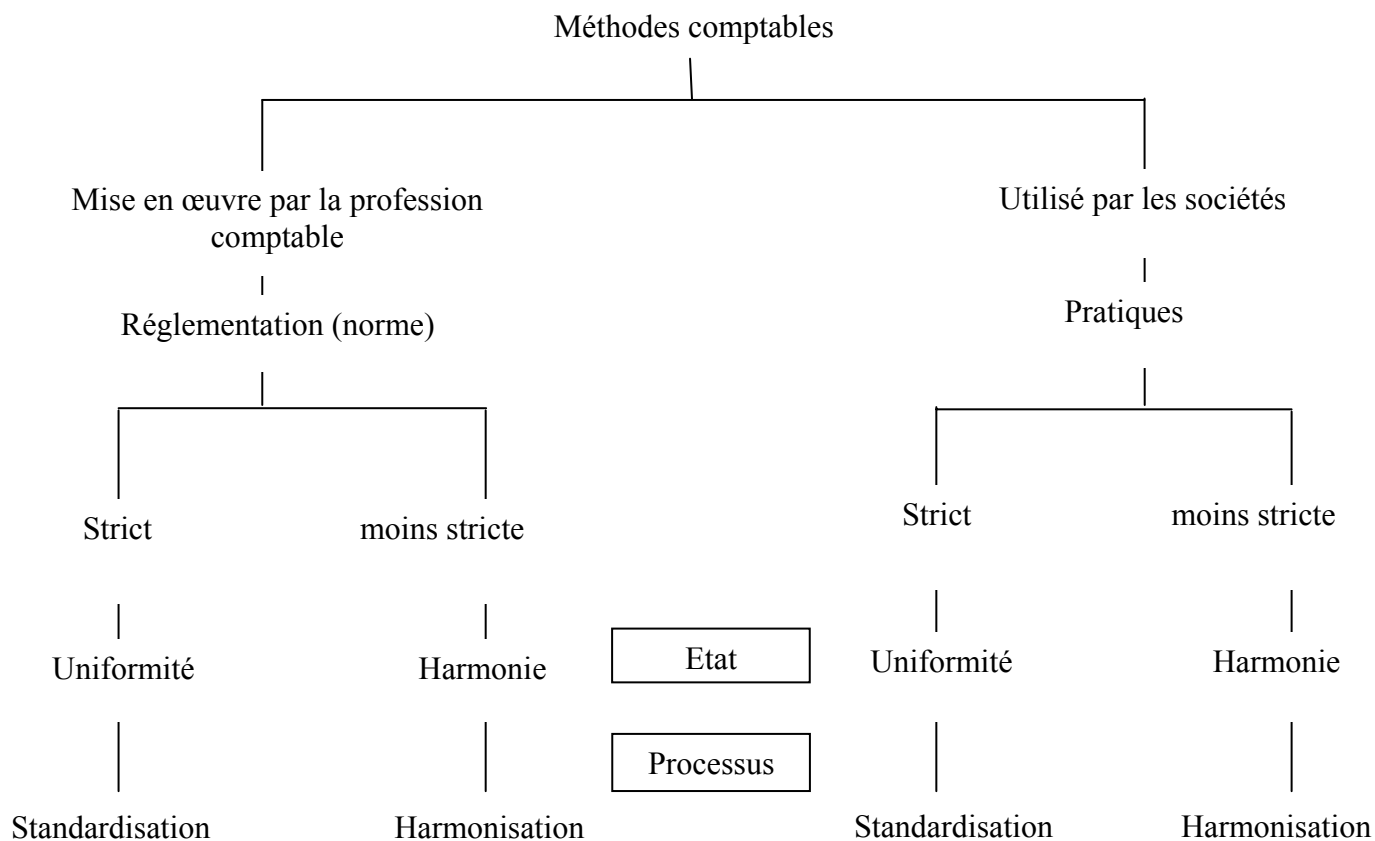 Méthodes comptables
Mise en œuvre par la profession
comptable
Utilisé par les sociétés
Réglementation (norme)
Pratiques
Strict
moins stricte
Strict
moins stricte
Uniformité
Harmonie
Etat
Uniformité
Harmonie
Processus
Standardisation
Harmonisation
Standardisation
Harmonisation